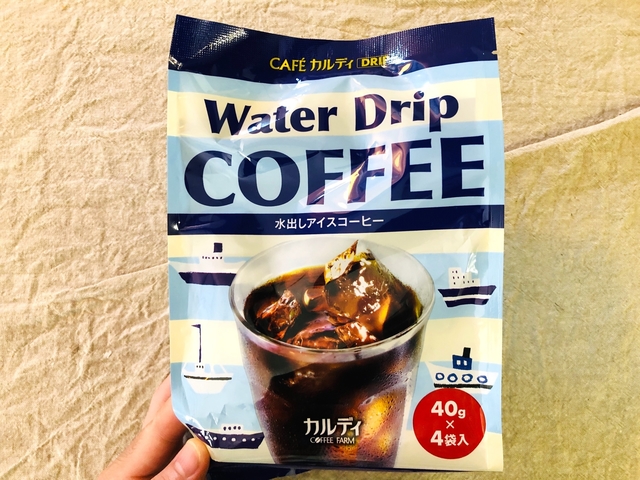 CAFÉ カルディ DRIP
Water Drip
COFFEE
水出しアイスコーヒー
カルディ
COFFEE FARM
40g
×
4袋入